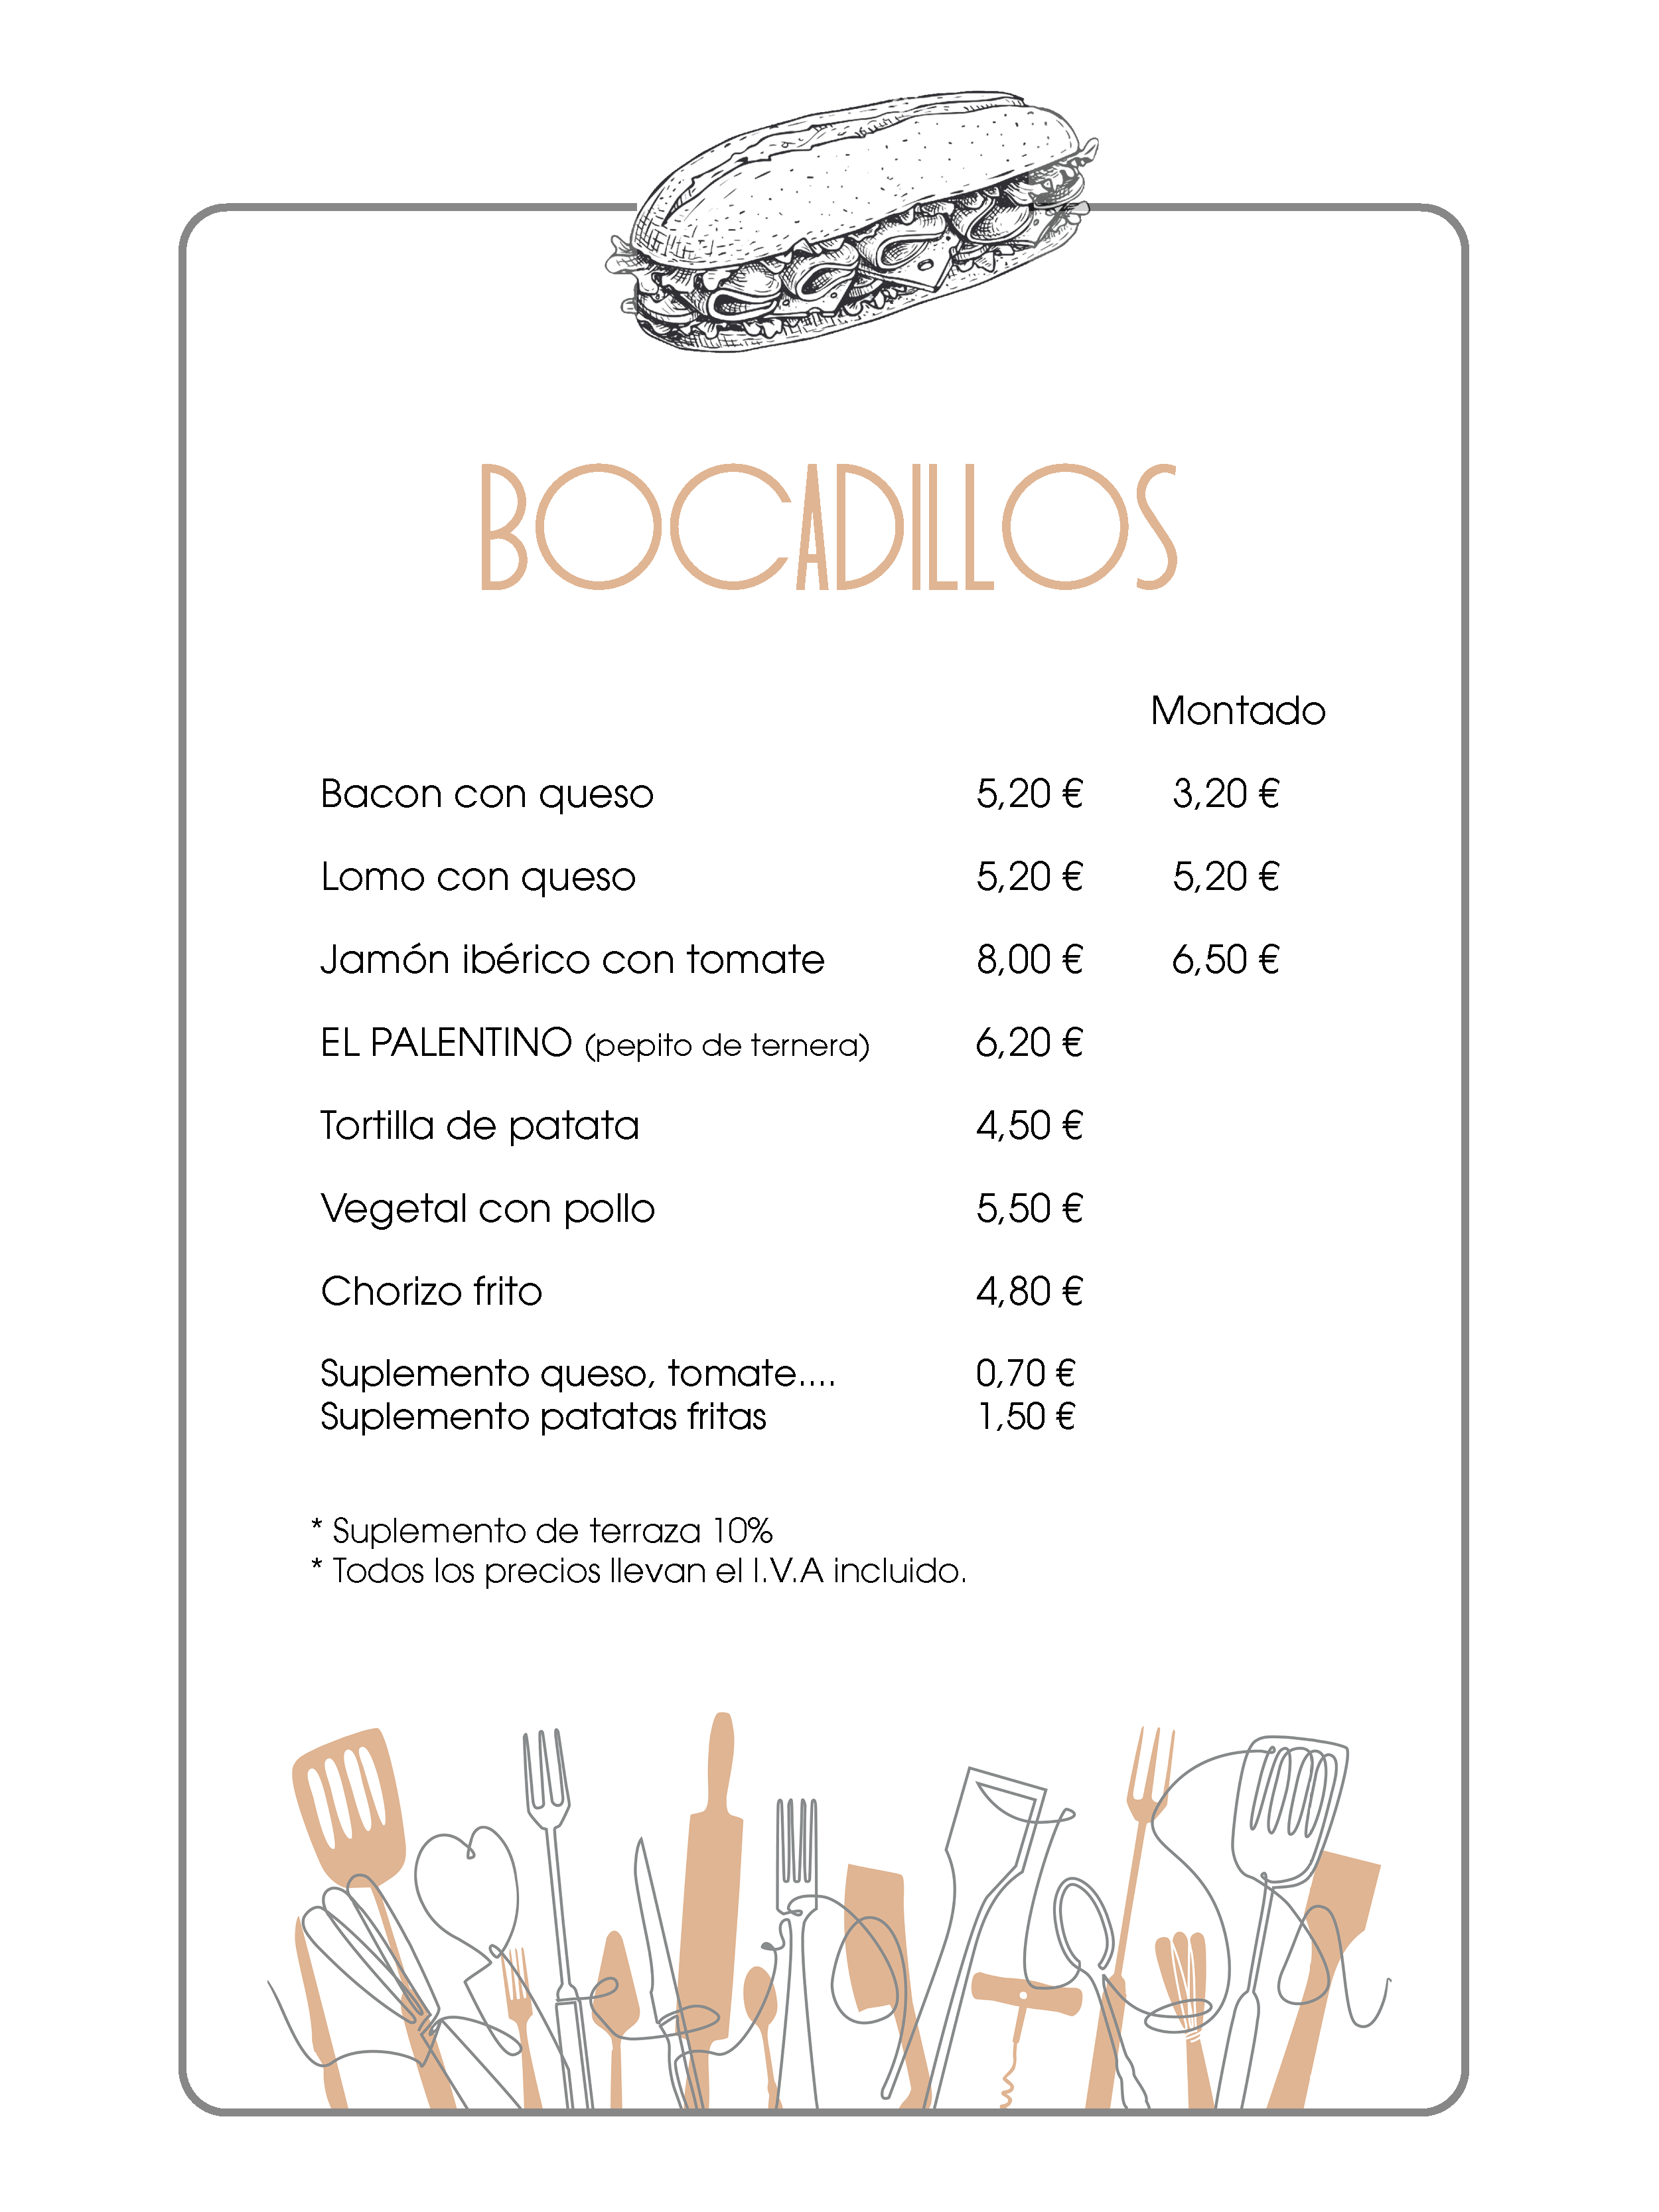 BOCADILLOS
Montado
Bacon con queso 5,20 € 3,20 €
Lomo con queso 5,20 € 5,20 €
Jamón ibérico con tomate 8,00 € 6,50 €
EL PALENTINO (pepito de ternera) 6,20 €
Tortilla de patata 4,50 €
Vegetal con pollo 5,50 €
Chorizo frito 4,80 €
Suplemento queso, tomate.... 0,70 €
Suplemento patatas fritas 1,50 €
* Suplemento de terraza 10%
* Todos los precios llevan el I.V.A incluido.